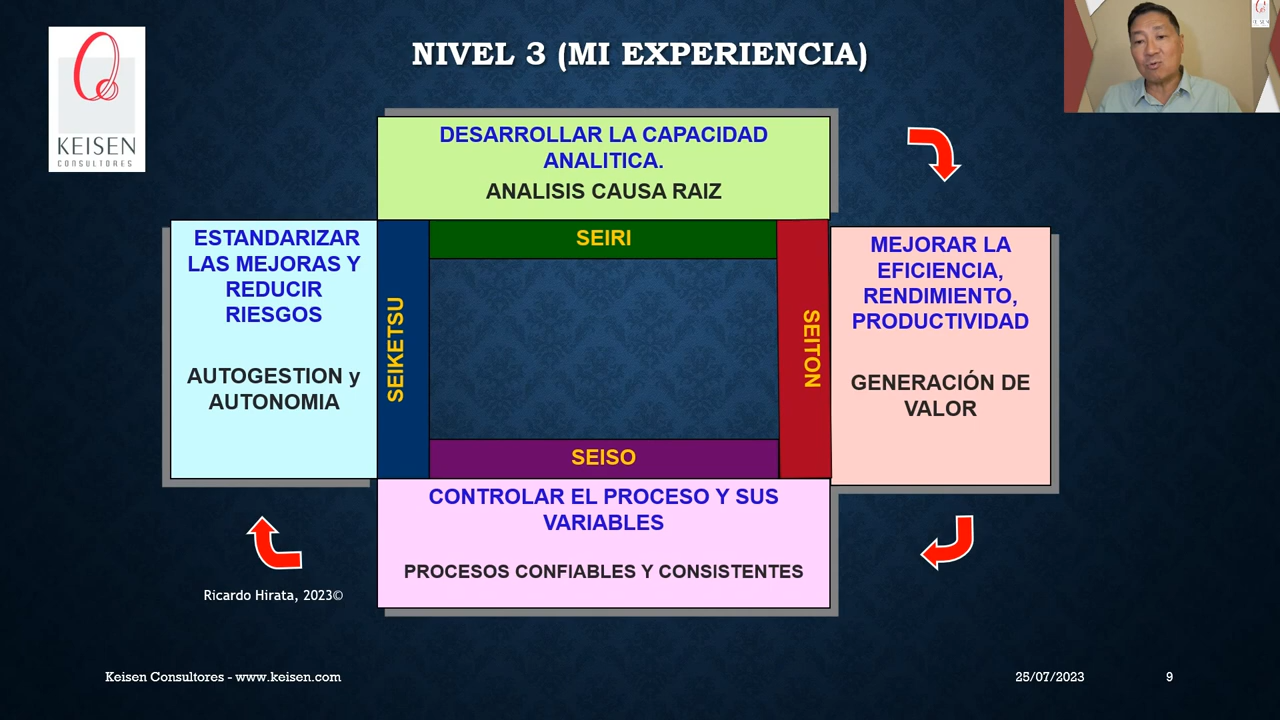 NIVEL 3 (MI EXPERIENCIA)
KEISEN
CONSULTORES
DESARROLLAR LA CAPACIDAD
ANALITICA.
ANALISIS CAUSA RAIZ
ESTANDARIZAR
LAS MEJORAS Y
REDUCIR
RIESGOS
AUTOGESTION y
AUTONOMIA
SEIKETSU
SEIRI
SEITON
MEJORAR LA
EFICIENCIA,
RENDIMIENTO,
PRODUCTIVIDAD
GENERACIÓN DE
VALOR
SEISO
CONTROLAR EL PROCESO Y SUS
VARIABLES
PROCESOS CONFIABLES Y CONSISTENTES
Ricardo Hirata, 2023©
Keisen Consultores - www.keisen.com
25/07/2023
9